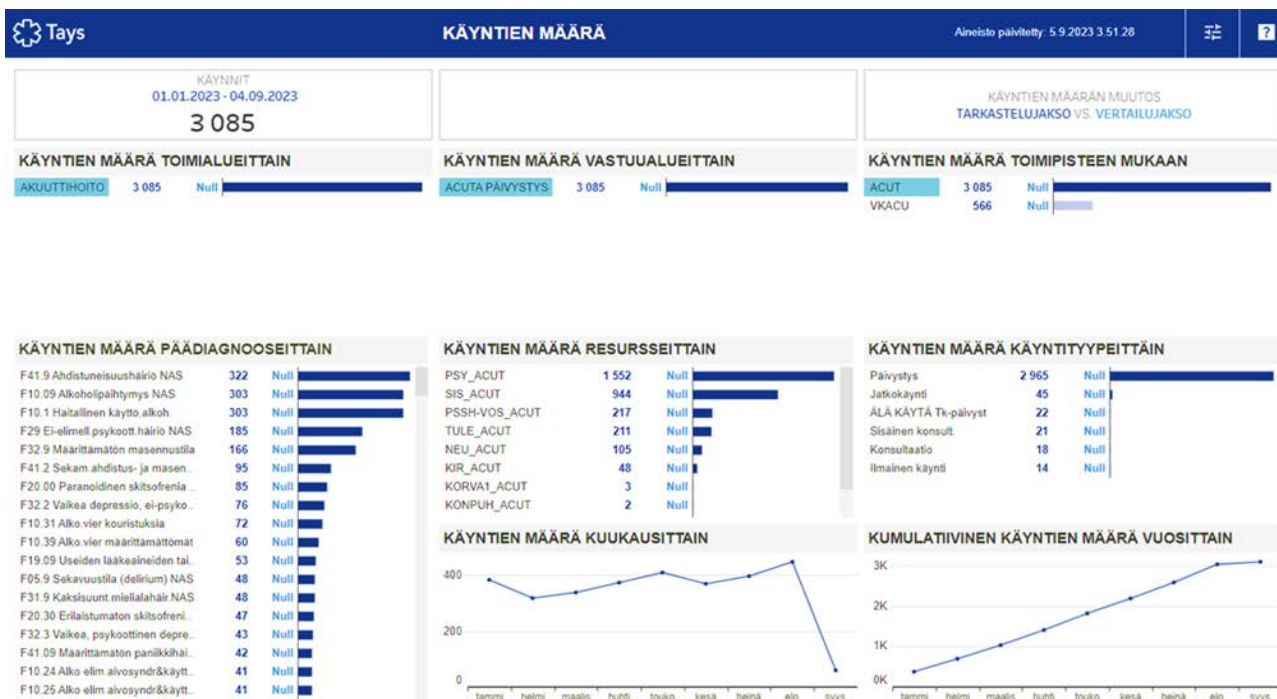 Tays
KÄYNTIEN MÄÄRÄ
Aineisto päivitetty: 5.9.2023 3.51.28
?
KÄYNNIT
01.01.2023 - 04.09.2023
3 085
KÄYNTIEN MÄÄRÄN MUUTOS
TARKASTELUJAKSO VS. VERTAILUJAKSO
KÄYNTIEN MÄÄRÄ TOIMIALUEITTAIN
AKUUTTIHOITO 3 085 Null
KÄYNTIEN MÄÄRÄ VASTUUALUEITTAIN
ACUTA PÄIVYSTYS 3 085 Null
KÄYNTIEN MÄÄRÄ TOIMIPISTEEN MUKAAN
ACUT 3 085 Null
VKACU 566 Null
KÄYNTIEN MÄÄRÄ PÄÄDIAGNOOSEITTAIN
F41.9 Ahdistuneisuushäiriö NAS 322 Null
F10.09 Alkoholipäihtymys NAS 303 Null
F10.1 Haitallinen käyttö.alkoh. 303 Null
F29 Ei-elimell.psykoott.häiriö NAS 185 Null
F32.9 Määrittämätön masennustila 166 Null
F41.2 Sekam.ahdistus- ja masen... 95 Null
F20.00 Paranoidinen skitsofrenia ... 85 Null
F32.2 Vaikea depressio, ei-psyko... 76 Null
F10.31 Alko.vier kouristuksia 72 Null
F10.39 Alko.vier määrittämättömät 60 Null
F19.09 Useiden lääkeaineiden tai... 53 Null
F05.9 Sekavuustila (delirium) NAS 48 Null
F31.9 Kaksisuunt.mielialahäir.NAS 48 Null
F20.30 Erilaistumaton skitsofreni... 47 Null
F32.3 Vaikea, psykoottinen depre... 43 Null
F41.09 Määrittämätön paniikkihäi... 42 Null
F10.24 Alko elim.aivosyndr&käytt... 41 Null
F10.25 Alko elim.aivosyndr&käytt... 41 Null
KÄYNTIEN MÄÄRÄ RESURSSEITTAIN
PSY_ACUT 1 552 Null
SIS_ACUT 944 Null
PSSH-VOS_ACUT 217 Null
TULE_ACUT 211 Null
NEU_ACUT 105 Null
KIR_ACUT 48 Null
KORVA1_ACUT 3 Null
KONPUH_ACUT 2 Null
KÄYNTIEN MÄÄRÄ KÄYNTITYYPEITTÄIN
Päivystys 2 965 Null
Jatkokäynti 45 Null
ÄLÄ KÄYTÄ Tk-päivyst 22 Null
Sisäinen konsult. 21 Null
Konsultaatio 18 Null
Ilmainen käynti 14 Null
KÄYNTIEN MÄÄRÄ KUUKAUSITTAIN
400
200
0
tammi helmi maalis huhti touko kesä heinä elo syys
KUMULATIIVINEN KÄYNTIEN MÄÄRÄ VUOSITTAIN
3K
2K
1K
0K
tammi helmi maalis huhti touko kesä heinä elo syys